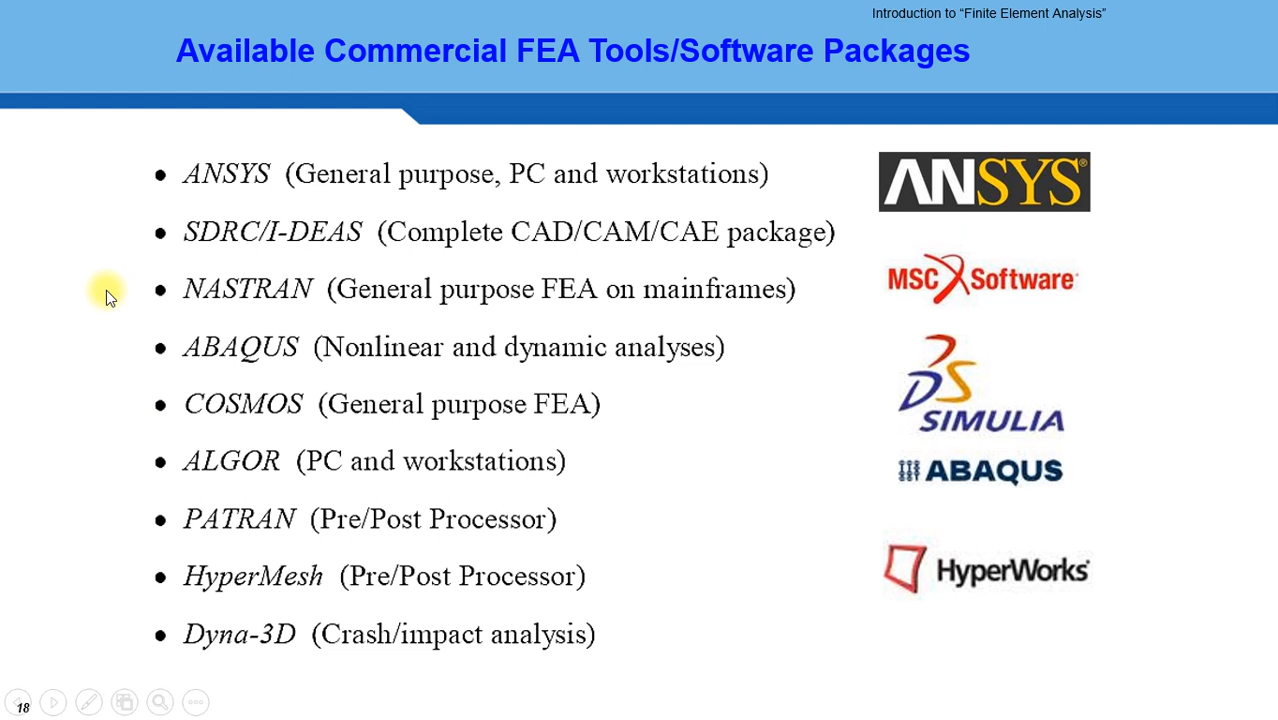 Introduction to “Finite Element Analysis”
Available Commercial FEA Tools/Software Packages
• ANSYS (General purpose, PC and workstations)
• SDRC/I-DEAS (Complete CAD/CAM/CAE package)
• NASTRAN (General purpose FEA on mainframes)
• ABAQUS (Nonlinear and dynamic analyses)
• COSMOS (General purpose FEA)
• ALGOR (PC and workstations)
• PATRAN (Pre/Post Processor)
• HyperMesh (Pre/Post Processor)
• Dyna-3D (Crash/impact analysis)
ANSYS®
MSC Software
DS
SIMULIA
ABAQUS
HyperWorks
18